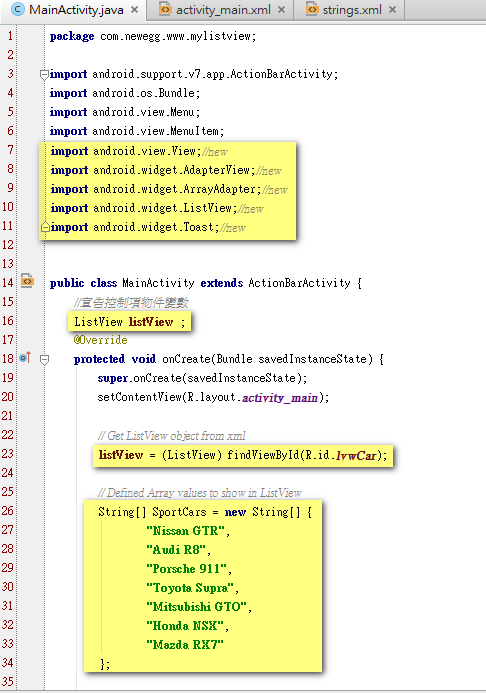 MainActivity.java
activity_main.xml
strings.xml
1 package com.newegg.www.mylistview;
2
3 import android.support.v7.app.ActionBarActivity;
4 import android.os.Bundle;
5 import android.view.Menu;
6 import android.view.MenuItem;
7 import android.view.View;//new
8 import android.widget.AdapterView;//new
9 import android.widget.ArrayAdapter;//new
10 import android.widget.ListView;//new
11 import android.widget.Toast;//new
12
13
14 public class MainActivity extends ActionBarActivity {
15 //宣告控制項物件變數
16 ListView listView ;
17 @Override
18 protected void onCreate(Bundle savedInstanceState) {
19 super.onCreate(savedInstanceState);
20 setContentView(R.layout.activity_main);
21
22 // Get ListView object from xml
23 listView = (ListView) findViewById(R.id.lvwCar);
24
25 // Defined Array values to show in ListView
26 String[] SportCars = new String[] {
27 "Nissan GTR",
28 "Audi R8",
29 "Porsche 911",
30 "Toyota Supra",
31 "Mitsubishi GTO",
32 "Honda NSX",
33 "Mazda RX7"
34 };
35